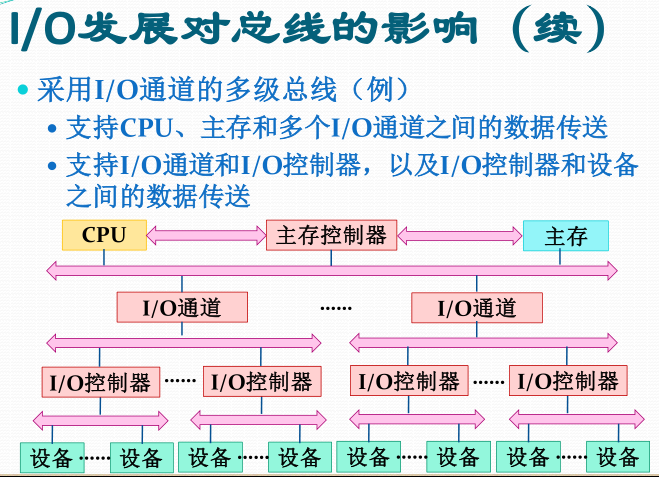 I/O发展对总线的影响（续）
采用I/O通道的多级总线（例）
支持CPU、主存和多个I/O通道之间的数据传送
支持I/O通道和I/O控制器，以及I/O控制器和设备
之间的数据传送
CPU 主存控制器 主存
I/O通道 ...... I/O通道
I/O控制器 ...... I/O控制器 I/O控制器 ...... I/O控制器
设备 ...... 设备 设备 ...... 设备 设备 ...... 设备 设备 ...... 设备